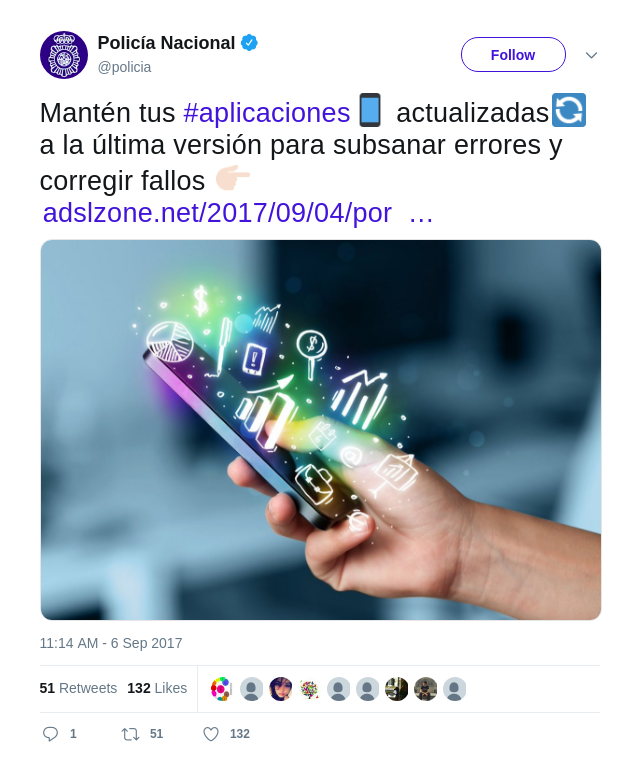 Policía Nacional
@policia
Follow
Mantén tus #aplicaciones📱 actualizadas🔄
a la última versión para subsanar errores y
corregir fallos 👉🏻
adslzone.net/2017/09/04/por …
11:14 AM - 6 Sep 2017
51 Retweets 132 Likes
1 51 132